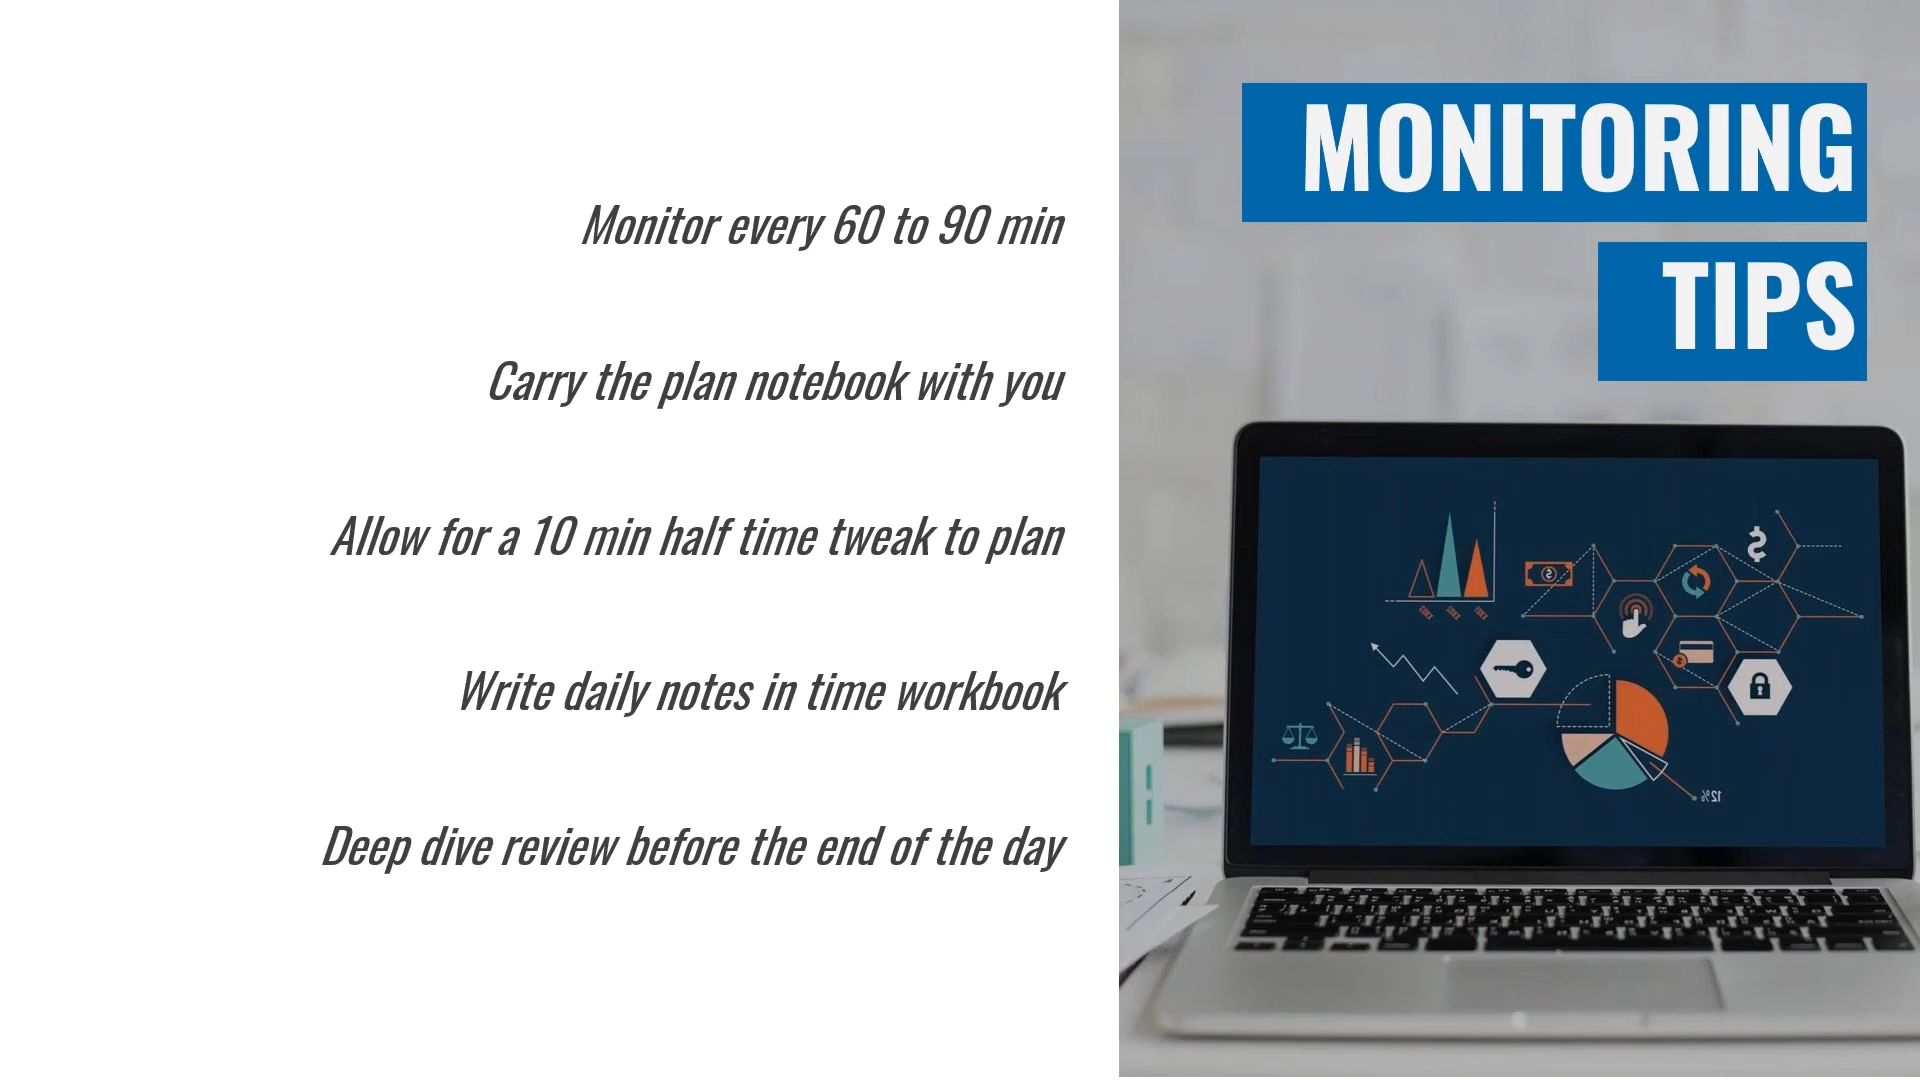 MONITORING
TIPS
Monitor every 60 to 90 min
Carry the plan notebook with you
Allow for a 10 min half time tweak to plan
Write daily notes in time workbook
Deep dive review before the end of the day
12%